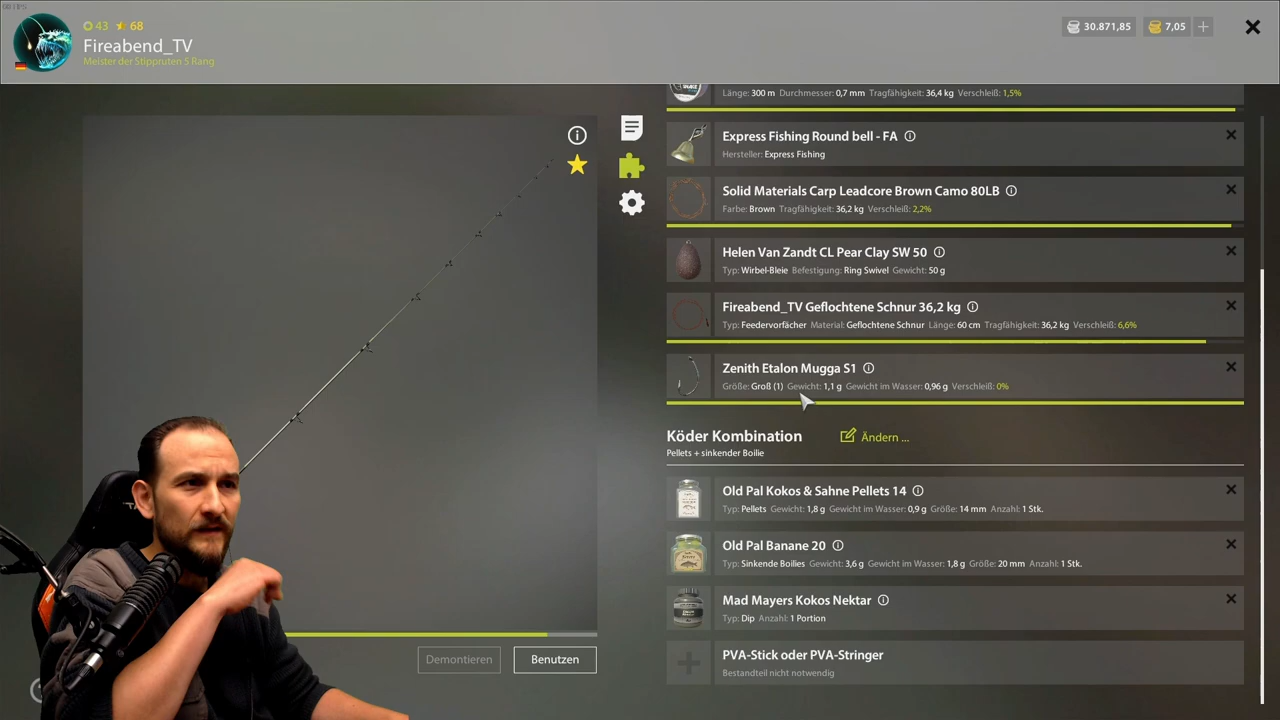 43 68
30.871,85 7,05
Fireabend_TV
Meister der Stippruten 5 Rang
Länge: 300 m Durchmesser: 0,7 mm Tragfähigkeit: 36,4 kg Verschleiß: 1,5%
Express Fishing Round bell - FA
Hersteller: Express Fishing
Solid Materials Carp Leadcore Brown Camo 80LB
Farbe: Brown Tragfähigkeit: 36,2 kg Verschleiß: 2,2%
Helen Van Zandt CL Pear Clay SW 50
Typ: Wirbel-Bleie Befestigung: Ring Swivel Gewicht: 50 g
Fireabend_TV Geflochtene Schnur 36,2 kg
Typ: Feedervorfächer Material: Geflochtene Schnur Länge: 60 cm Tragfähigkeit: 36,2 kg Verschleiß: 6,6%
Zenith Etalon Mugga S1
Größe: Groß (1) Gewicht: 1,1 g Gewicht im Wasser: 0,96 g Verschleiß: 0%
Köder Kombination
Ändern ...
Pellets + sinkender Boilie
Old Pal Kokos & Sahne Pellets 14
Typ: Pellets Gewicht: 1,8 g Gewicht im Wasser: 0,9 g Größe: 14 mm Anzahl: 1 Stk.
Old Pal Banane 20
Typ: Sinkende Boilies Gewicht: 3,6 g Gewicht im Wasser: 1,8 g Größe: 20 mm Anzahl: 1 Stk.
Mad Mayers Kokos Nektar
Typ: Dip Anzahl: 1 Portion
PVA-Stick oder PVA-Stringer
Bestandteil nicht notwendig
Demontieren
Benutzen